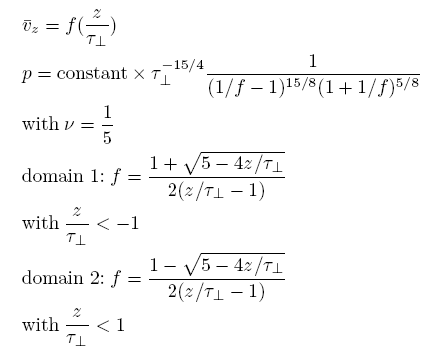 v̄_z = f(z/τ_⊥)
p = constant × τ_⊥^{−15/4} 1/((1/f − 1)^{15/8}(1 + 1/f)^{5/8})
with ν = 1/5
domain 1: f = (1 + √(5 − 4z/τ_⊥))/(2(z/τ_⊥ − 1))
with z/τ_⊥ < −1
domain 2: f = (1 − √(5 − 4z/τ_⊥))/(2(z/τ_⊥ − 1))
with z/τ_⊥ < 1